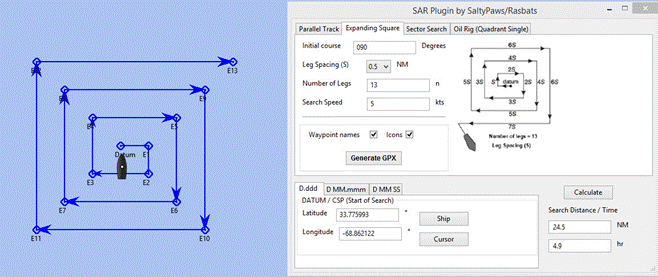 SAR Plugin by SaltyPaws/Rasbats
Parallel Track
Expanding Square
Sector Search
Oil Rig (Quadrant Single)
Initial course 090 Degrees
Leg Spacing (S) 0.5 NM
Number of Legs 13 n
Search Speed 5 kts
Waypoint names
Icons
Generate GPX
6S
4S
2S
5S 3S S datum S 2S 4S 6S
3S
5S
7S
Number of legs = 13
Leg Spacing (S)
D.ddd
D MM.mmm
D MM SS
DATUM / CSP (Start of Search)
Latitude 33.775993 °
Longitude -68.862122 °
Ship
Cursor
Calculate
Search Distance / Time
24.5 NM
4.9 hr
E13
E9
E5
Datum
E1
E3
E2
E7
E6
E11
E10